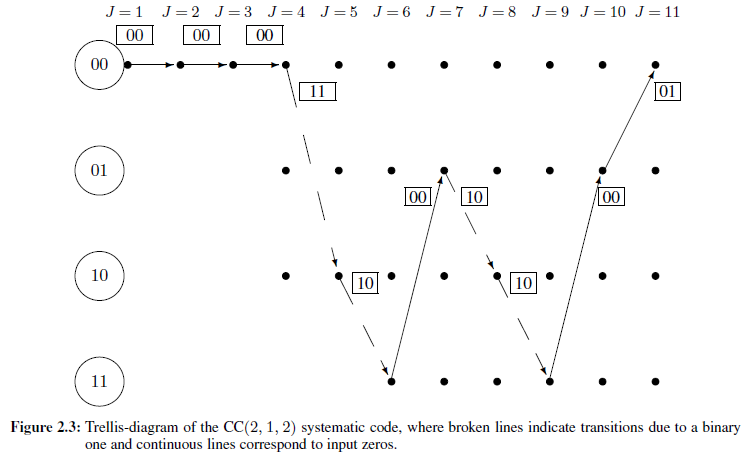 J = 1 J = 2 J = 3 J = 4 J = 5 J = 6 J = 7 J = 8 J = 9 J = 10 J = 11
00 00 00
00
11 01
01
00 10 00
10
10 10
11
Figure 2.3: Trellis-diagram of the CC(2, 1, 2) systematic code, where broken lines indicate transitions due to a binary
one and continuous lines correspond to input zeros.